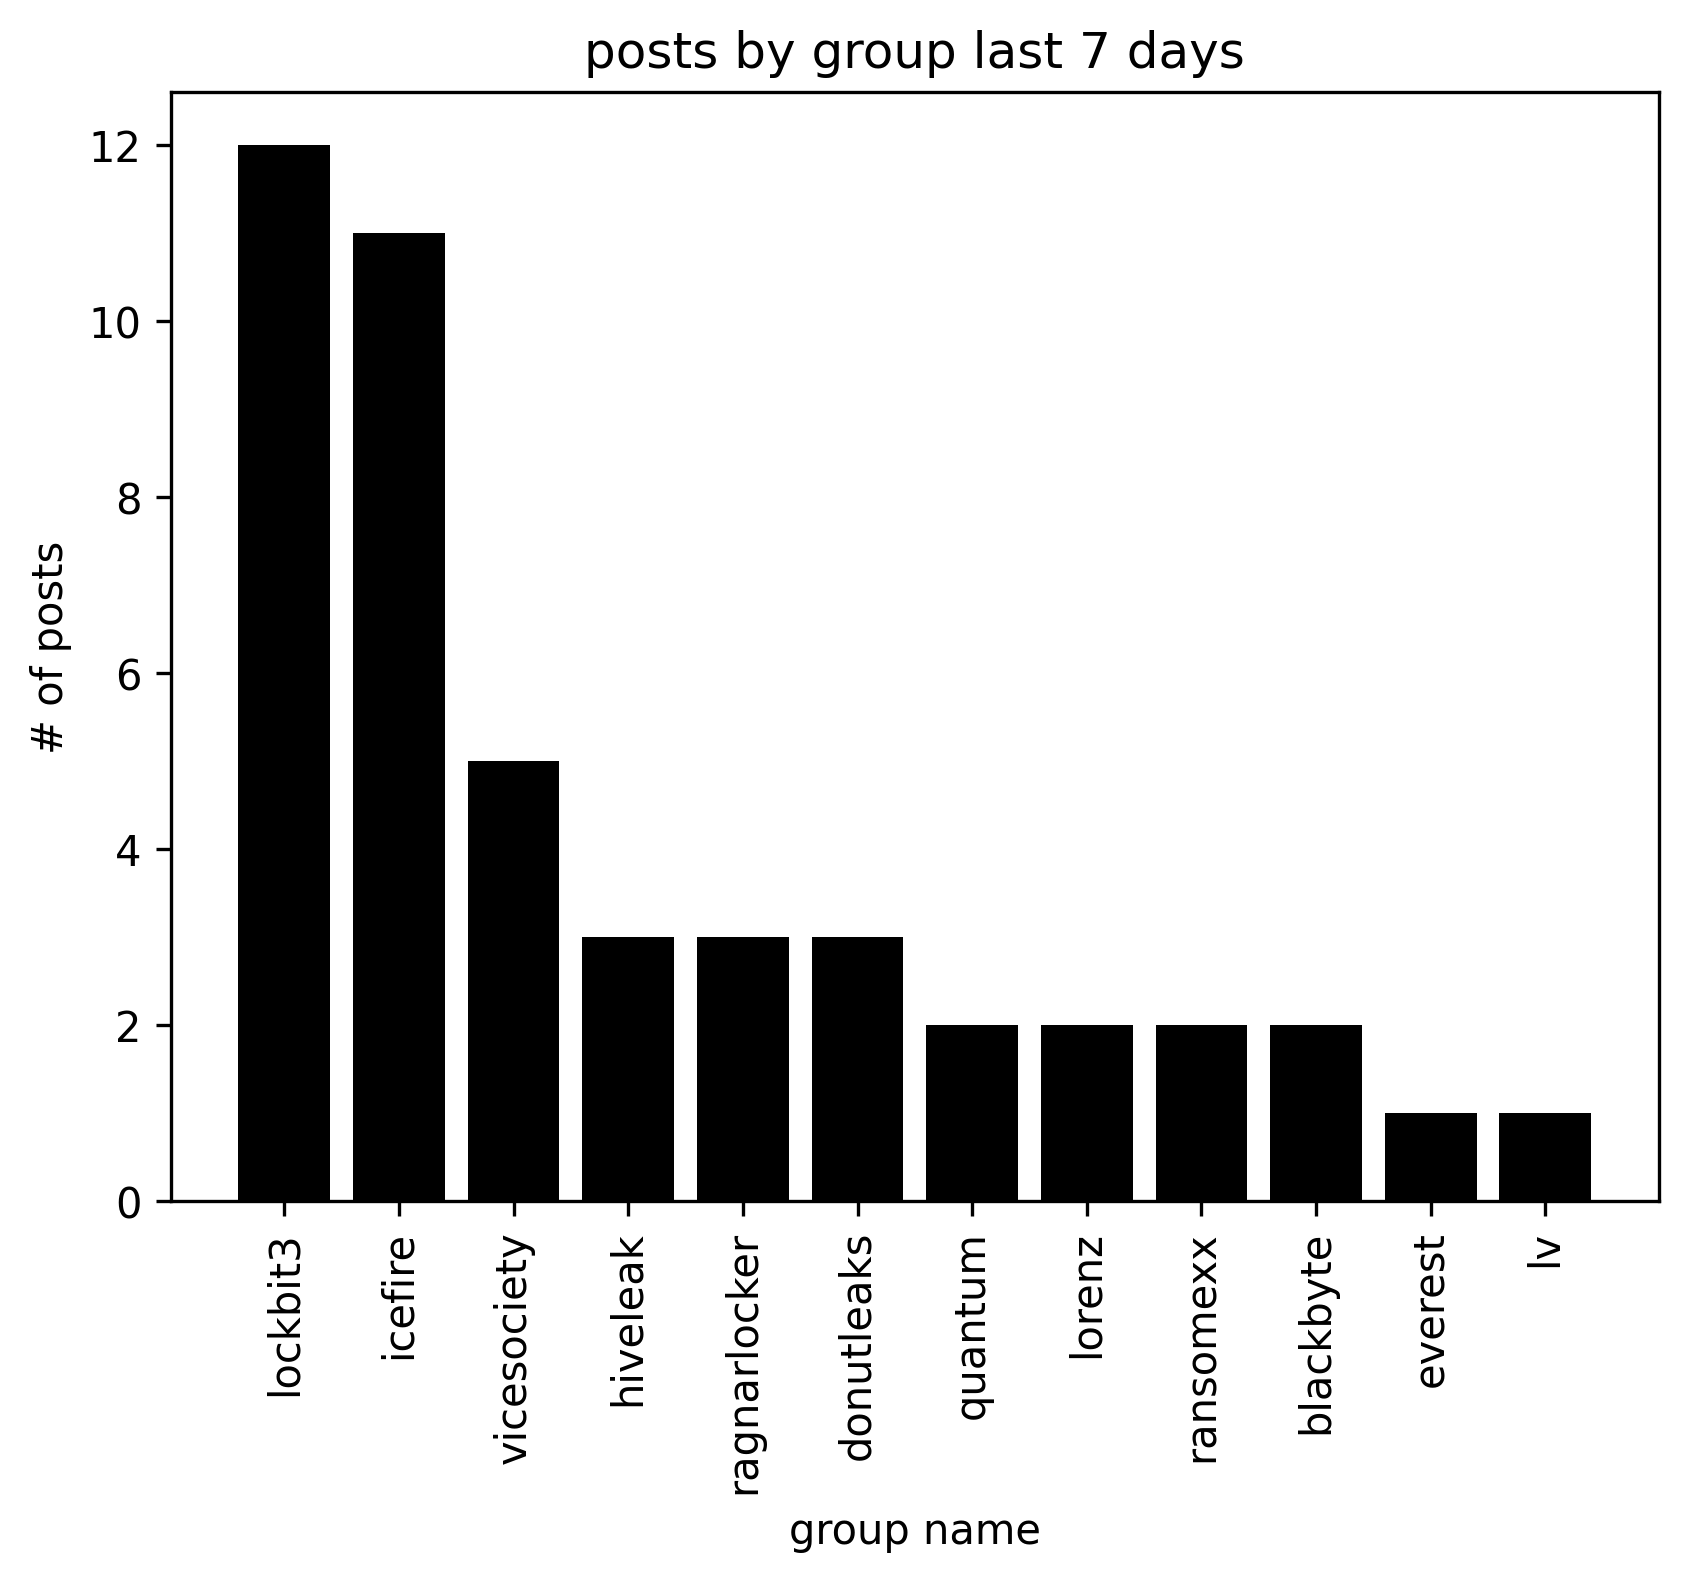 posts by group last 7 days
12
10
8
6
4
2
0
# of posts
lockbit3
icefire
vicesociety
hiveleak
ragnarlocker
donutleaks
quantum
lorenz
ransomexx
blackbyte
everest
lv
group name